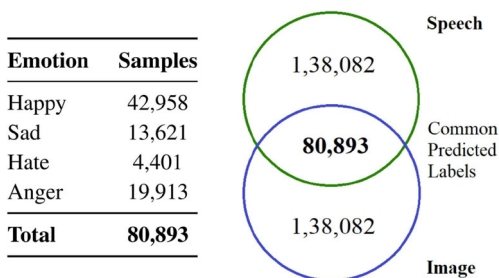 Emotion Samples
Happy 42,958
Sad 13,621
Hate 4,401
Anger 19,913
Total 80,893
Speech
1,38,082
80,893
Common
Predicted
Labels
1,38,082
Image